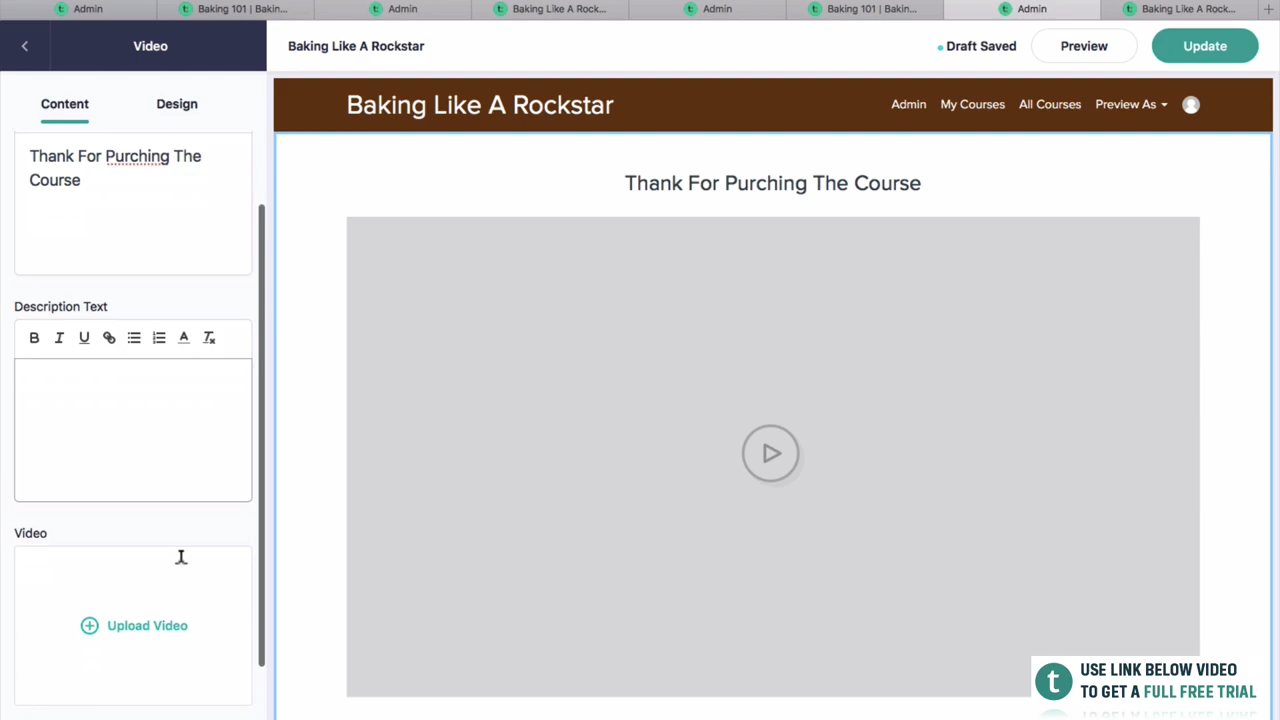 Admin
Baking 101 | Bakin...
Admin
Baking Like A Rock...
Admin
Baking 101 | Bakin...
Admin
Baking Like A Rock...
Video
Baking Like A Rockstar
Draft Saved
Preview
Update
Content
Design
Baking Like A Rockstar
Admin
My Courses
All Courses
Preview As
Thank For Purching The
Course
Thank For Purching The Course
Description Text
B I U
Video
Upload Video
t USE LINK BELOW VIDEO
TO GET A FULL FREE TRIAL